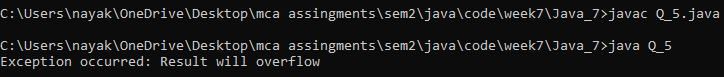 C:\Users\nayak\OneDrive\Desktop\mca assingments\sem2\java\code\week7\Java_7>javac Q_5.java
C:\Users\nayak\OneDrive\Desktop\mca assingments\sem2\java\code\week7\Java_7>java Q_5
Exception occurred: Result will overflow